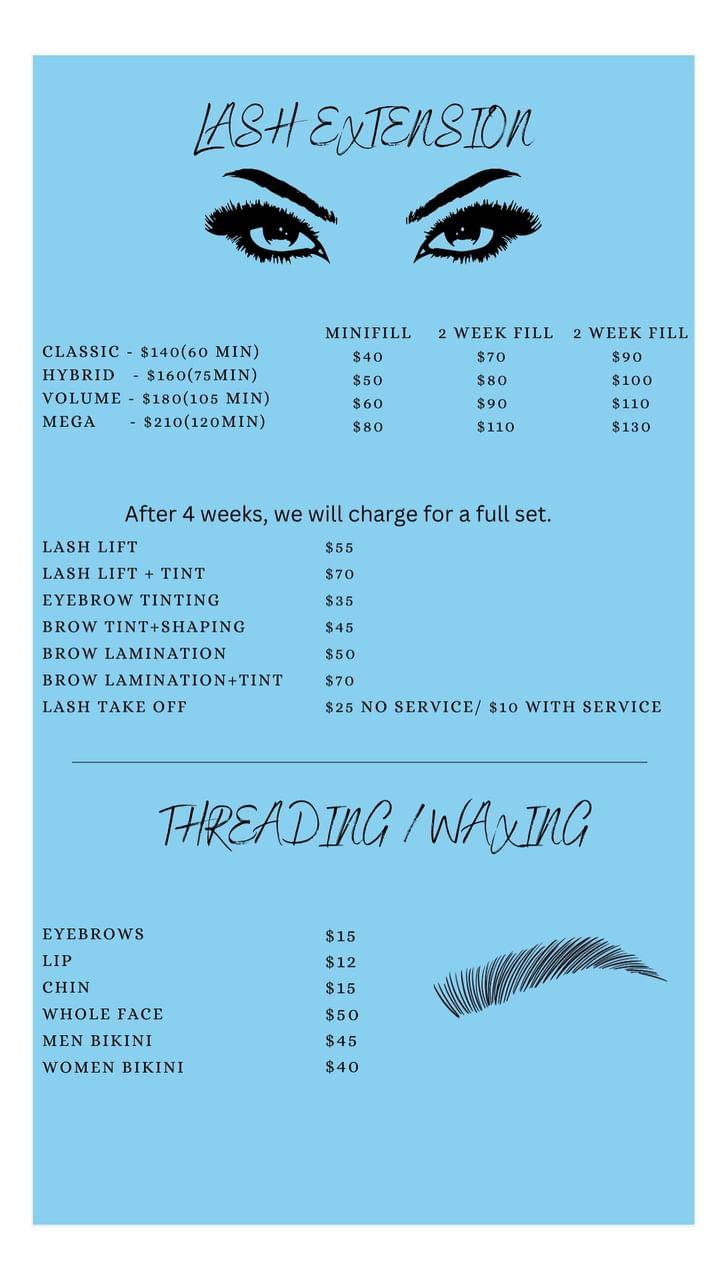 LASH EXTENSION
MINIFILL 2 WEEK FILL 2 WEEK FILL
CLASSIC - $140(60 MIN) $40 $70 $90
HYBRID - $160(75MIN) $50 $80 $100
VOLUME - $180(105 MIN) $60 $90 $110
MEGA - $210(120MIN) $80 $110 $130
After 4 weeks, we will charge for a full set.
LASH LIFT $55
LASH LIFT + TINT $70
EYEBROW TINTING $35
BROW TINT+SHAPING $45
BROW LAMINATION $50
BROW LAMINATION+TINT $70
LASH TAKE OFF $25 NO SERVICE/ $10 WITH SERVICE
THREADING / WAXING
EYEBROWS $15
LIP $12
CHIN $15
WHOLE FACE $50
MEN BIKINI $45
WOMEN BIKINI $40